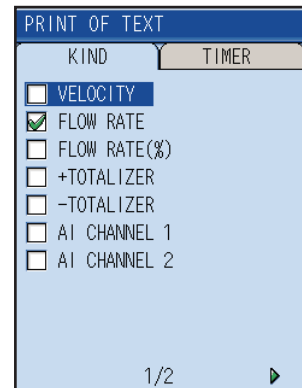 PRINT OF TEXT
KIND TIMER
VELOCITY
FLOW RATE
FLOW RATE(%)
+TOTALIZER
-TOTALIZER
AI CHANNEL 1
AI CHANNEL 2
1/2